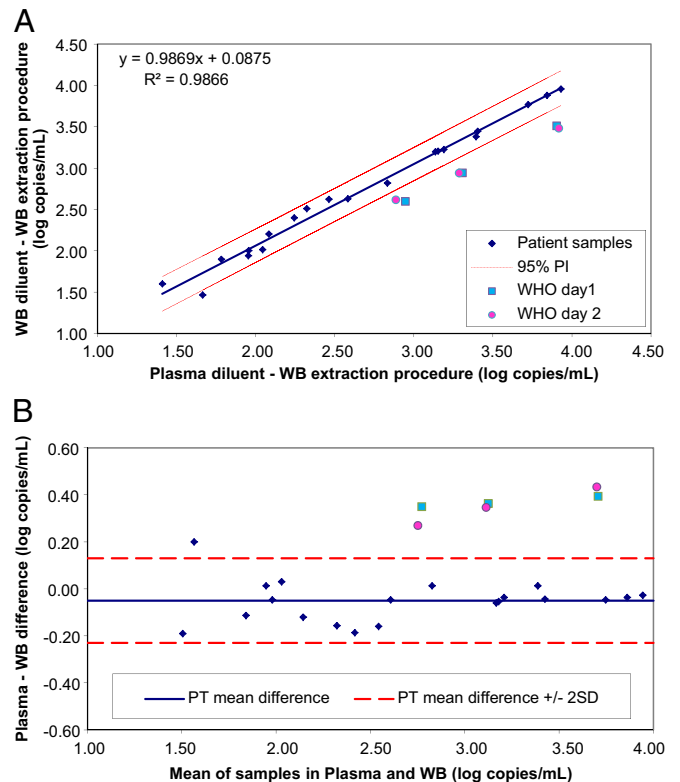 A
y = 0.9869x + 0.0875
R² = 0.9866
WB diluent - WB extraction procedure
(log copies/mL)
4.50
4.00
3.50
3.00
2.50
2.00
1.50
1.00
Patient samples
95% PI
WHO day1
WHO day 2
1.00 1.50 2.00 2.50 3.00 3.50 4.00 4.50
Plasma diluent - WB extraction procedure (log copies/mL)
B
Plasma - WB difference (log copies/mL)
0.60
0.40
0.20
0.00
-0.20
-0.40
-0.60
PT mean difference PT mean difference +/- 2SD
1.00 1.50 2.00 2.50 3.00 3.50 4.00
Mean of samples in Plasma and WB (log copies/mL)